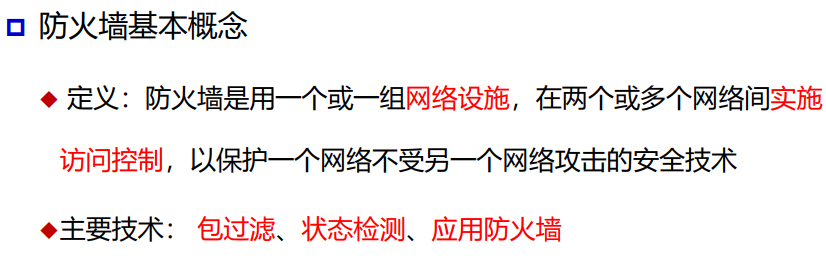 防火墙基本概念
定义：防火墙是用一个或一组网络设施，在两个或多个网络间实施
访问控制，以保护一个网络不受另一个网络攻击的安全技术
主要技术： 包过滤、状态检测、应用防火墙